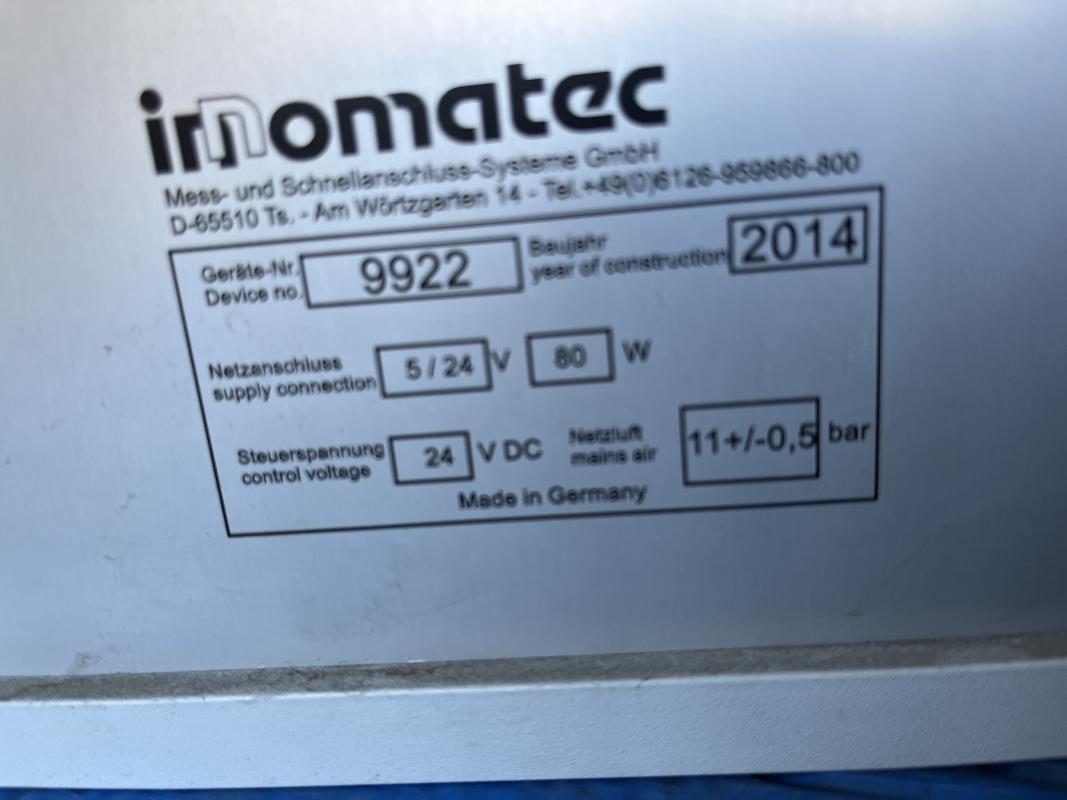 innomatec
Mess- und Schnellanschluss-Systeme GmbH
D-65510 Ts. - Am Wörtzgarten 14 - Tel.+49(0)6126-959866-800
Geräte-Nr. 9922 Baujahr 2014
Device no. year of construction
Netzanschluss 5 / 24 V 80 W
supply connection
Steuerspannung 24 V DC Netzluft 11+/-0,5 bar
control voltage mains air
Made in Germany